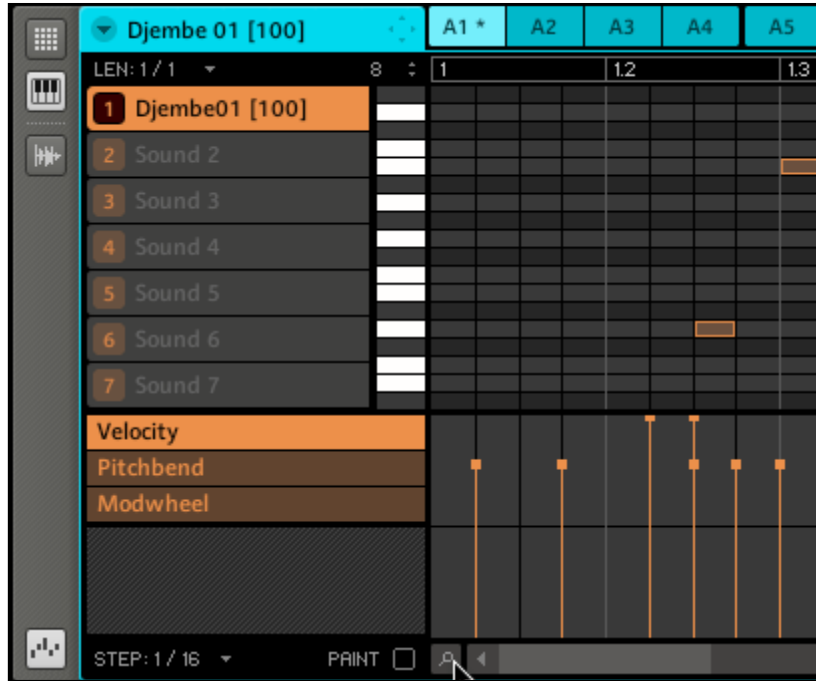 Djembe 01 [100] A1 * A2 A3 A4 A5
LEN: 1 / 1 8 1 1.2 1.3
1 Djembe01 [100]
2 Sound 2
3 Sound 3
4 Sound 4
5 Sound 5
6 Sound 6
7 Sound 7
Velocity
Pitchbend
Modwheel
STEP: 1 / 16 PAINT